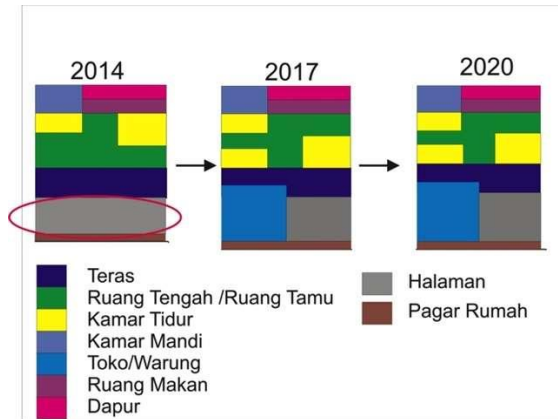 2014
2017
2020
Teras
Ruang Tengah /Ruang Tamu
Kamar Tidur
Kamar Mandi
Toko/Warung
Ruang Makan
Dapur
Halaman
Pagar Rumah